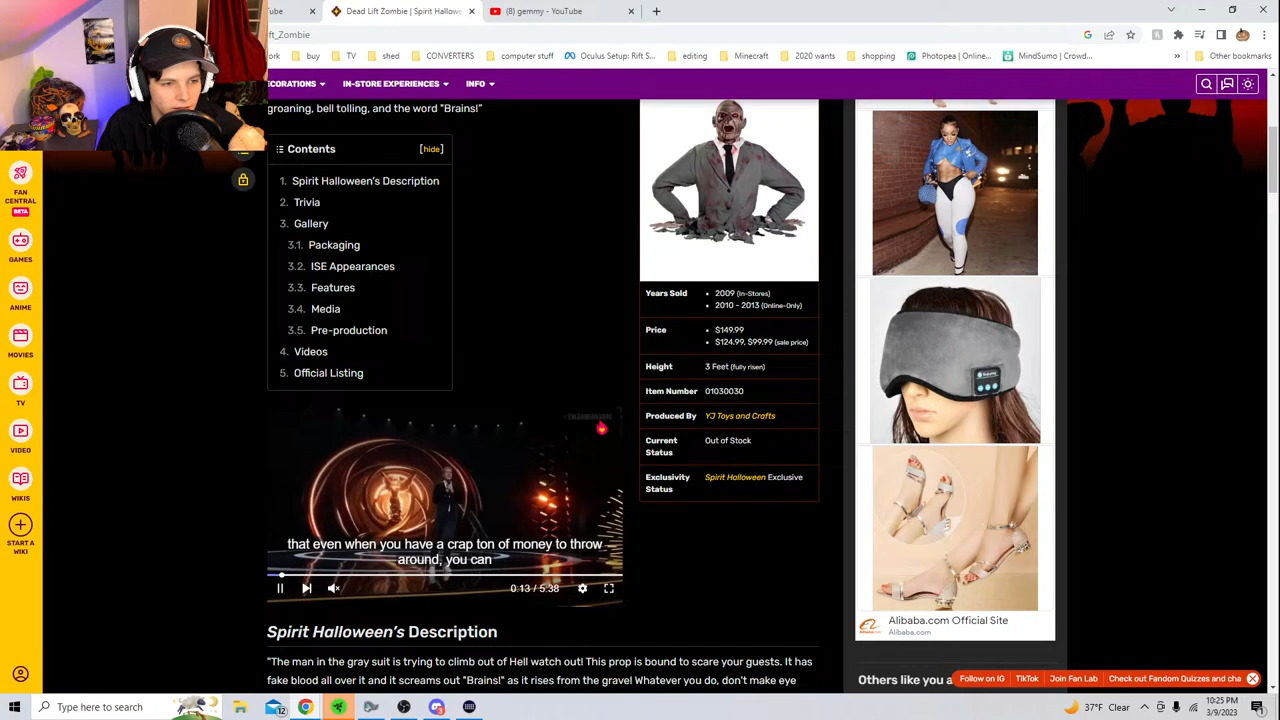 Tube
Dead Lift Zombie | Spirit Hallowe
(8) gemmy - YouTube
ift_Zombie
ork
buy
TV
shed
CONVERTERS
computer stuff
Oculus Setup: Rift S...
editing
Minecraft
2020 wants
shopping
Photopea | Online...
MindSumo | Crowd...
Other bookmarks
ECORATIONS
IN-STORE EXPERIENCES
INFO
groaning, bell tolling, and the word "Brains!"
Contents
[hide]
1. Spirit Halloween's Description
2. Trivia
3. Gallery
3.1. Packaging
3.2. ISE Appearances
3.3. Features
3.4. Media
3.5. Pre-production
4. Videos
5. Official Listing
FAN
CENTRAL
BETA
GAMES
ANIME
MOVIES
TV
VIDEO
WIKIS
START A
WIKI
Years Sold
• 2009 (In-Stores)
• 2010 - 2013 (Online-Only)
Price
• $149.99
• $124.99, $99.99 (sale price)
Height
3 Feet (fully risen)
Item Number
01030030
Produced By
YJ Toys and Crafts
Current
Status
Out of Stock
Exclusivity
Status
Spirit Halloween Exclusive
that even when you have a crap ton of money to throw
around, you can
0:13 / 5:38
Spirit Halloween's Description
"The man in the gray suit is trying to climb out of Hell watch out! This prop is bound to scare your guests. It has
fake blood all over it and it screams out "Brains!" as it rises from the gravel Whatever you do, don't make eye
Alibaba.com Official Site
Alibaba.com
Others like you a
Follow on IG
TikTok
Join Fan Lab
Check out Fandom Quizzes and cha
Type here to search
12
3
37°F Clear
10:25 PM
3/9/2023
1